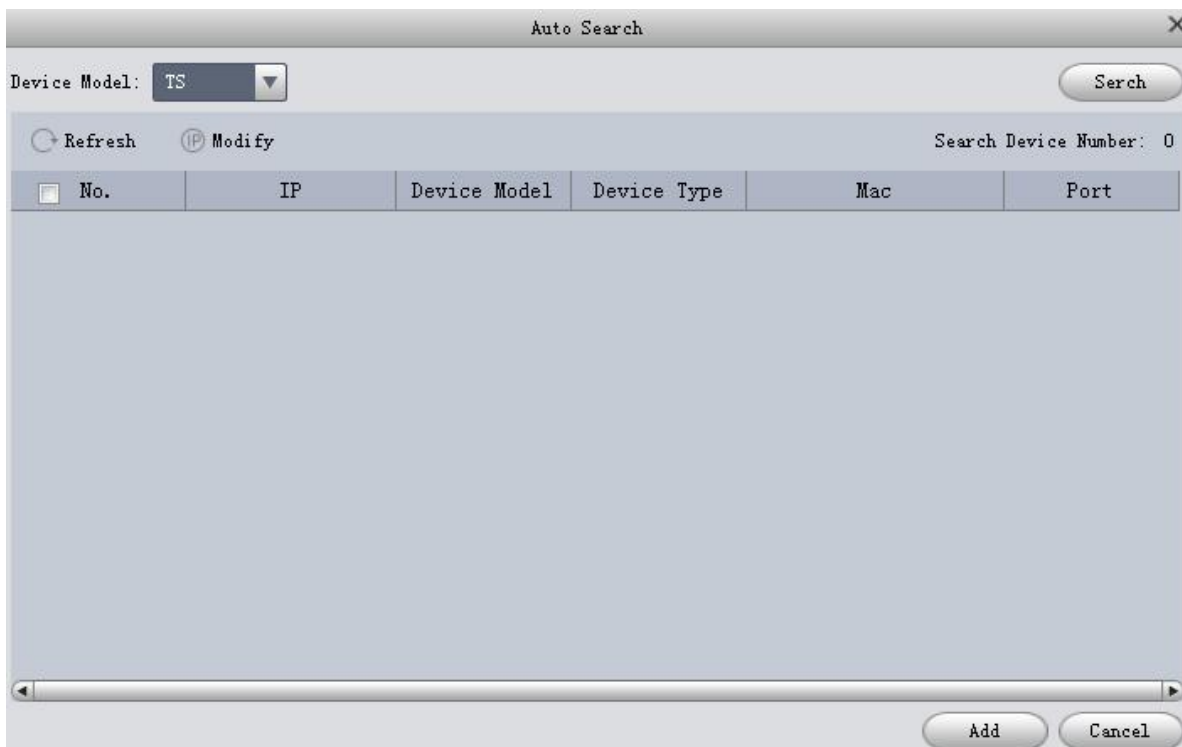 Auto Search
Device Model: TS Serch
Refresh IP Modify Search Device Number: 0
No. IP Device Model Device Type Mac Port
Add Cancel